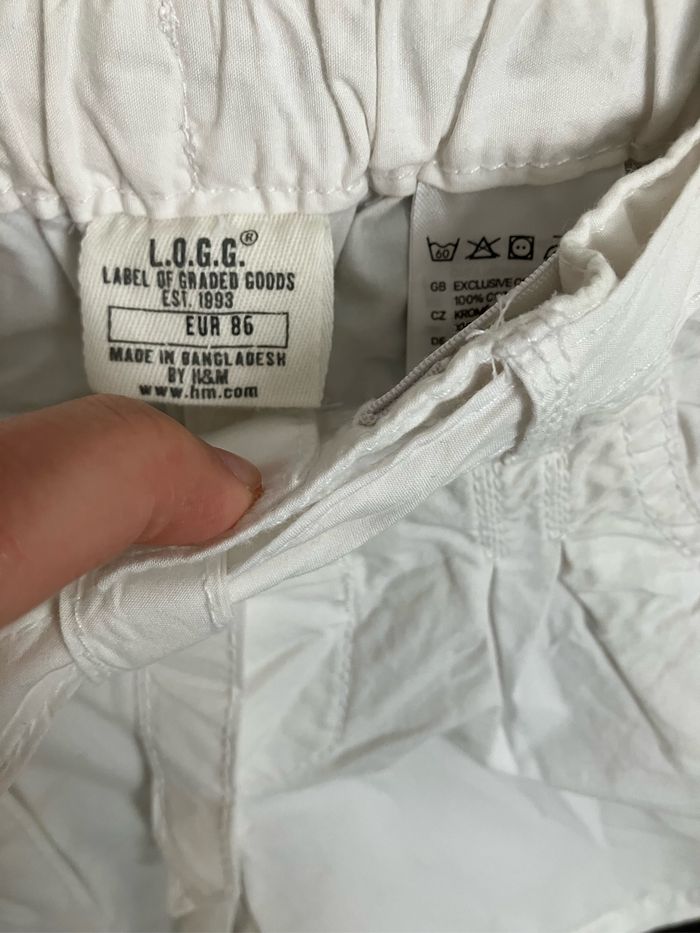 L.O.G.G.®
LABEL OF GRADED GOODS
EST. 1993
EUR 86
MADE IN BANGLADESH
BY H&M
www.hm.com
60
GB EXCLUSIVE
100%
CZ
DE